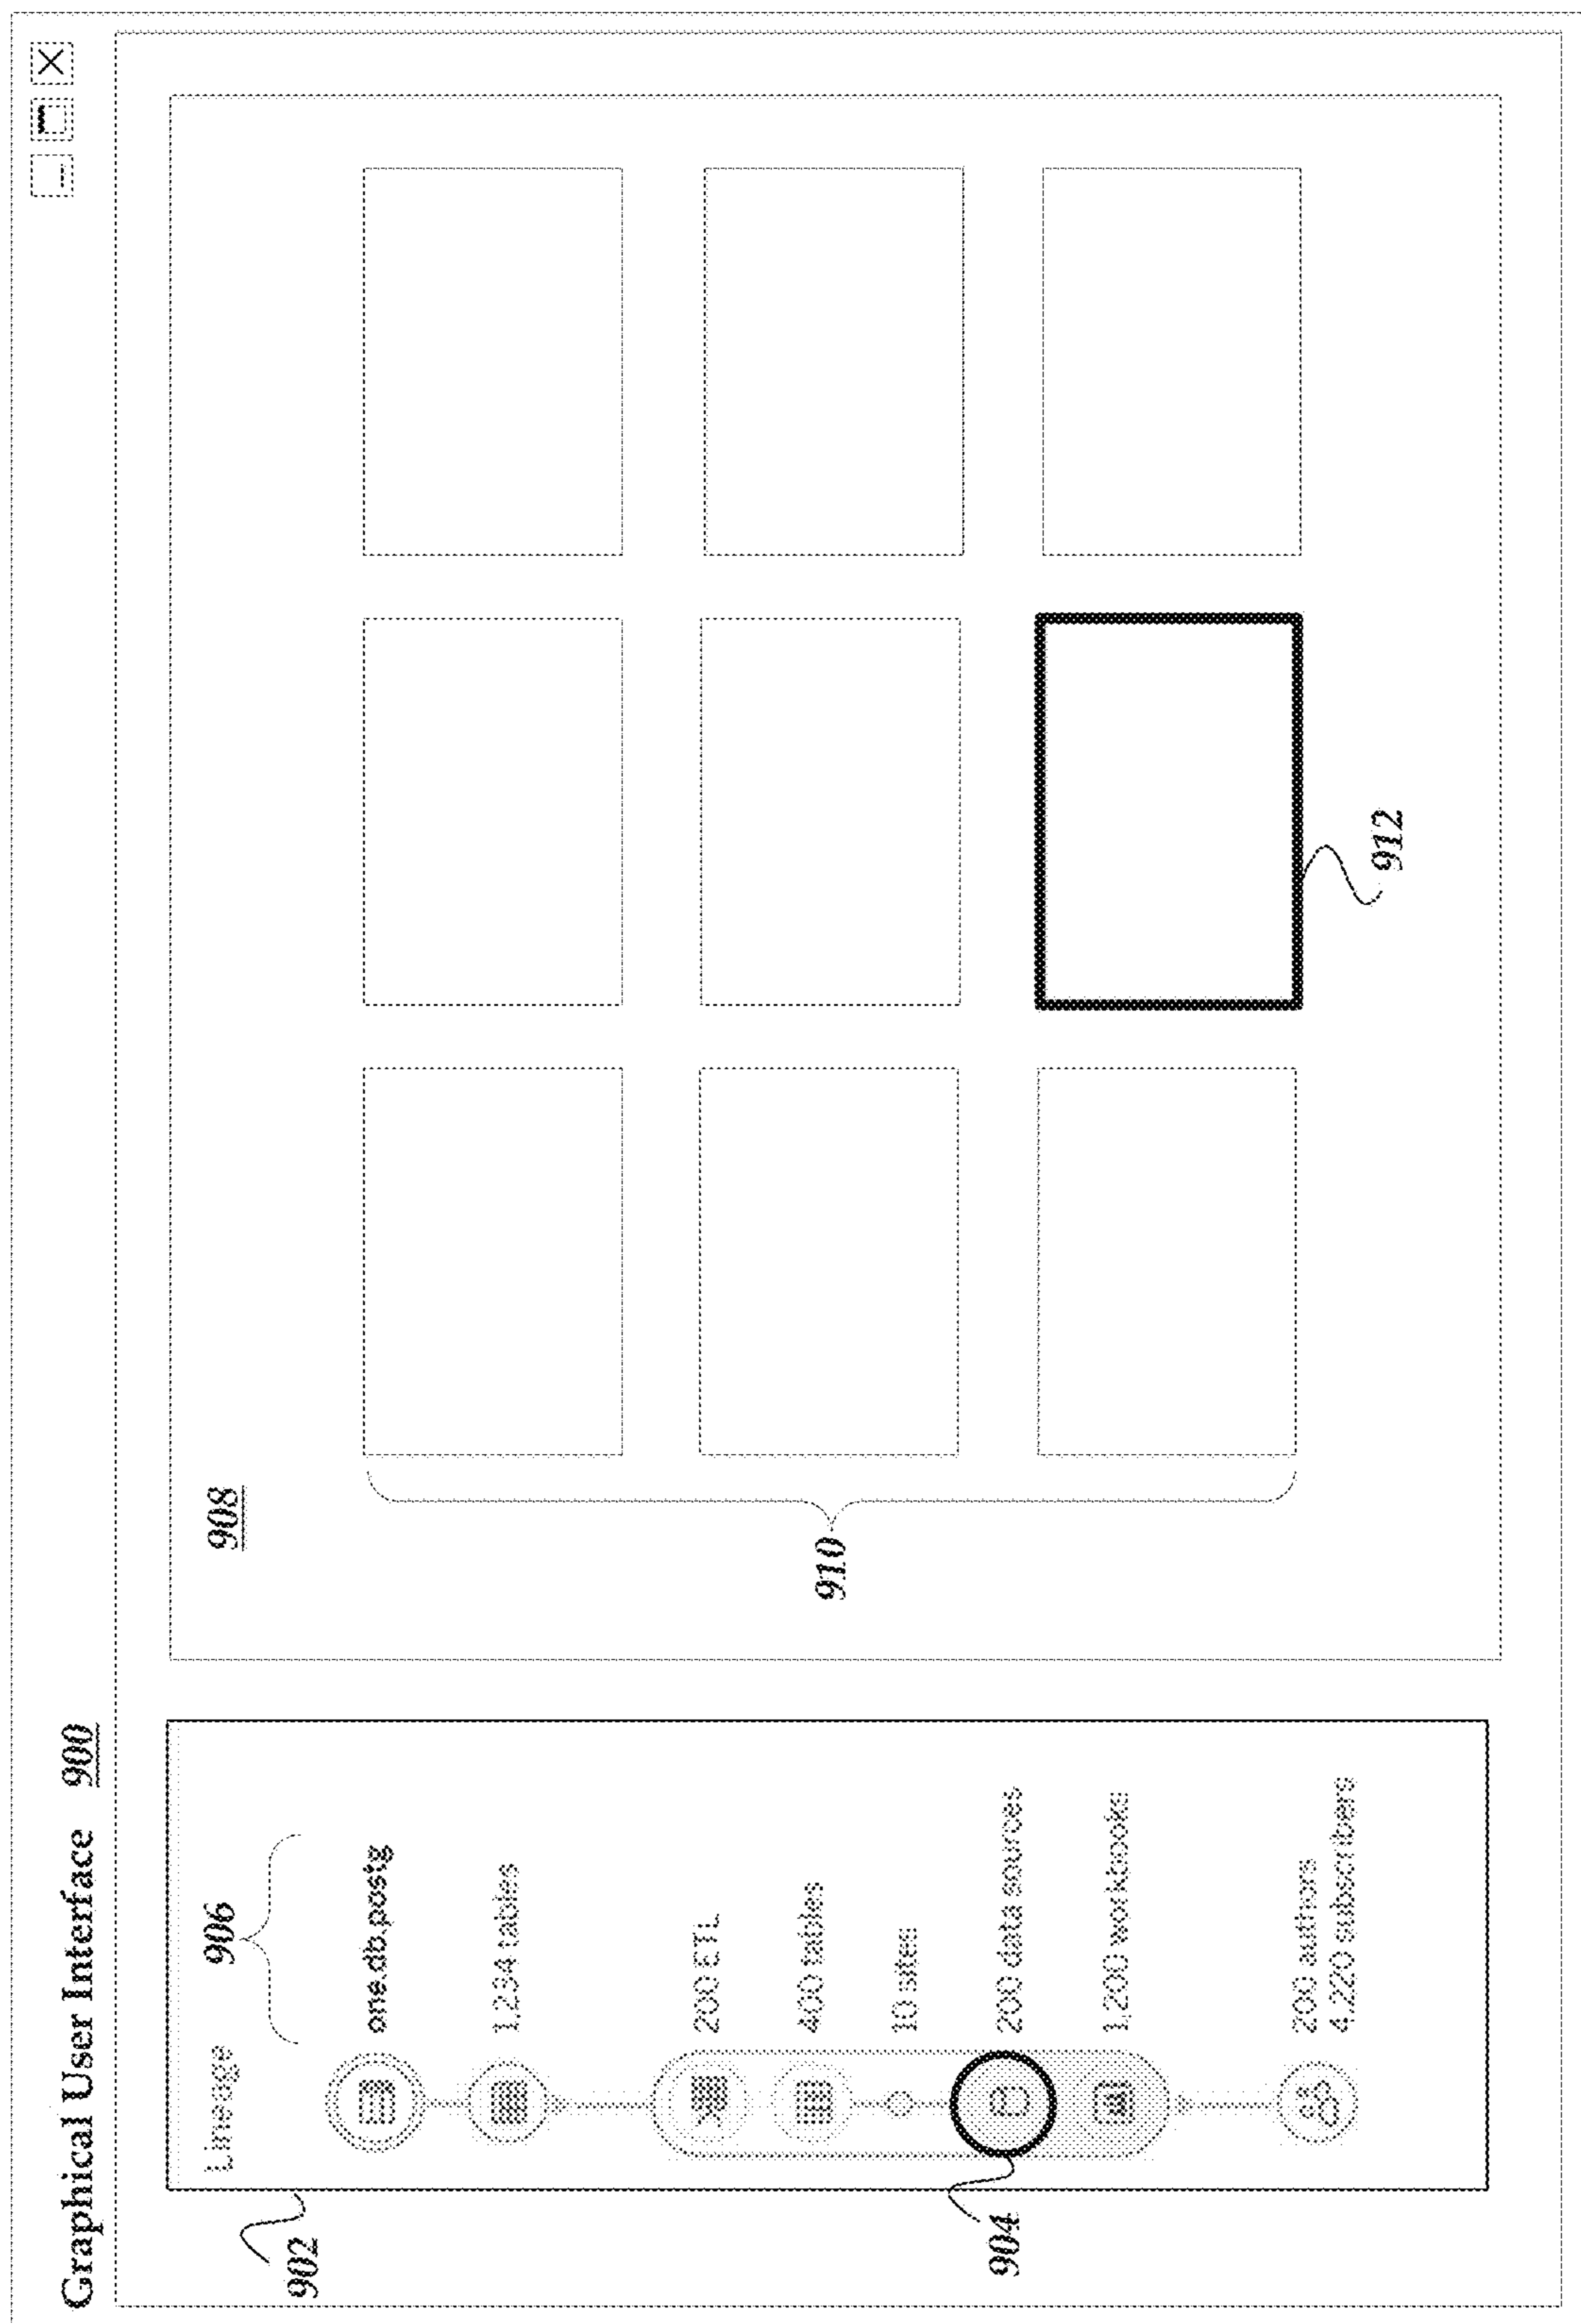 Graphical User Interface 900
902
Lineage
906
one.db.postg
1,234 tables
200 ETL
400 tables
10 sites
904
200 data sources
1,200 workbooks
200 authors
4,220 subscribers
908
910
912